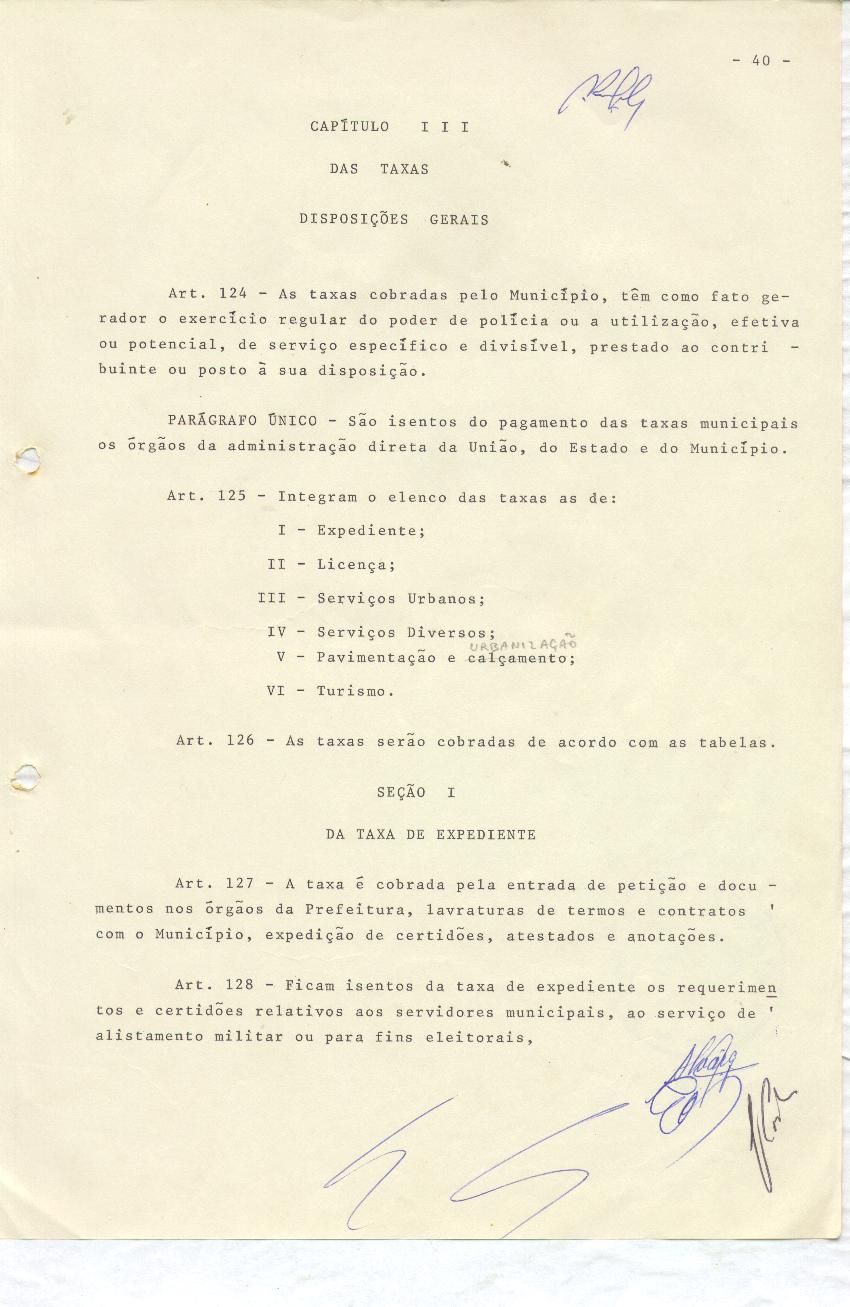 - 40 -
CAPÍTULO I I I
DAS TAXAS
DISPOSIÇÕES GERAIS
Art. 124 - As taxas cobradas pelo Município, têm como fato ge-
rador o exercício regular do poder de polícia ou a utilização, efetiva
ou potencial, de serviço específico e divisível, prestado ao contri -
buinte ou posto à sua disposição.
PARÁGRAFO ÚNICO - São isentos do pagamento das taxas municipais
os órgãos da administração direta da União, do Estado e do Município.
Art. 125 - Integram o elenco das taxas as de:
I - Expediente;
II - Licença;
III - Serviços Urbanos;
IV - Serviços Diversos;
URBANIZAÇÃO
V - Pavimentação e calçamento;
VI - Turismo.
Art. 126 - As taxas serão cobradas de acordo com as tabelas.
SEÇÃO I
DA TAXA DE EXPEDIENTE
Art. 127 - A taxa é cobrada pela entrada de petição e docu -
mentos nos órgãos da Prefeitura, lavraturas de termos e contratos '
com o Município, expedição de certidões, atestados e anotações.
Art. 128 - Ficam isentos da taxa de expediente os requerimen
tos e certidões relativos aos servidores municipais, ao serviço de '
alistamento militar ou para fins eleitorais,